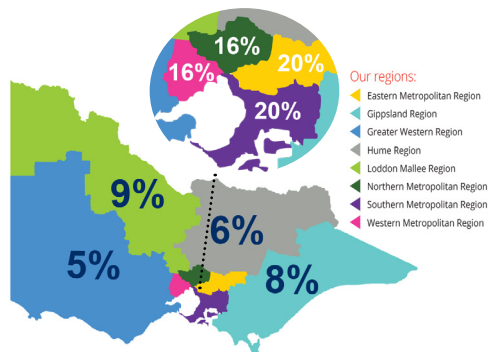 16%
16%
20%
20%
Our regions:
Eastern Metropolitan Region
Gippsland Region
Greater Western Region
Hume Region
Loddon Mallee Region
Northern Metropolitan Region
Southern Metropolitan Region
Western Metropolitan Region
9%
6%
5%
8%